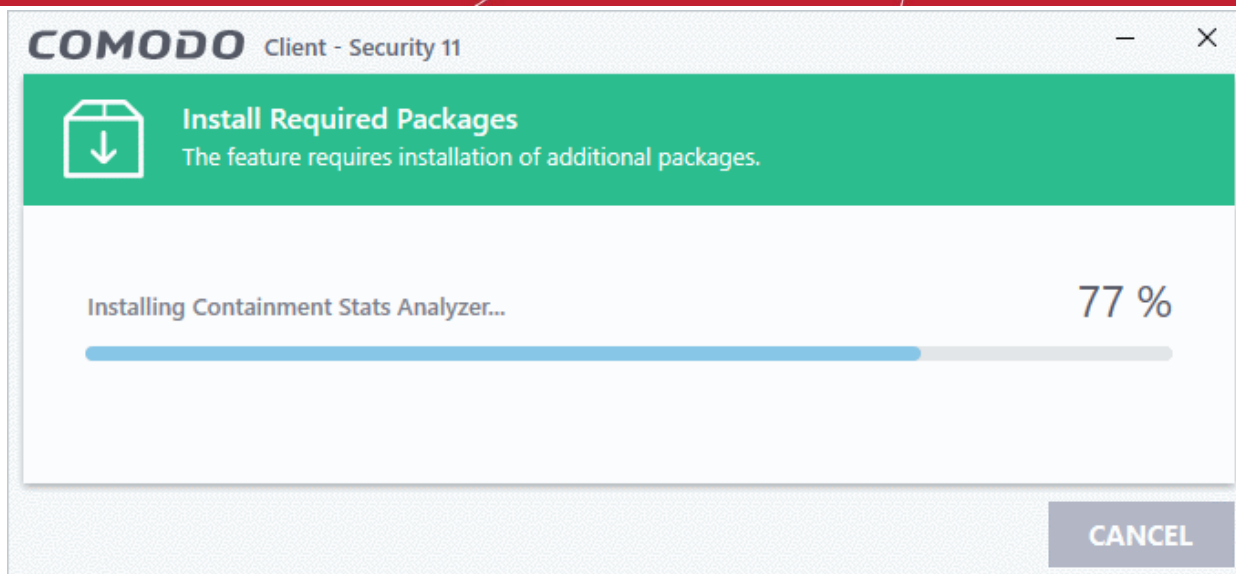 COMODO Client - Security 11
Install Required Packages
The feature requires installation of additional packages.
Installing Containment Stats Analyzer... 77 %
CANCEL